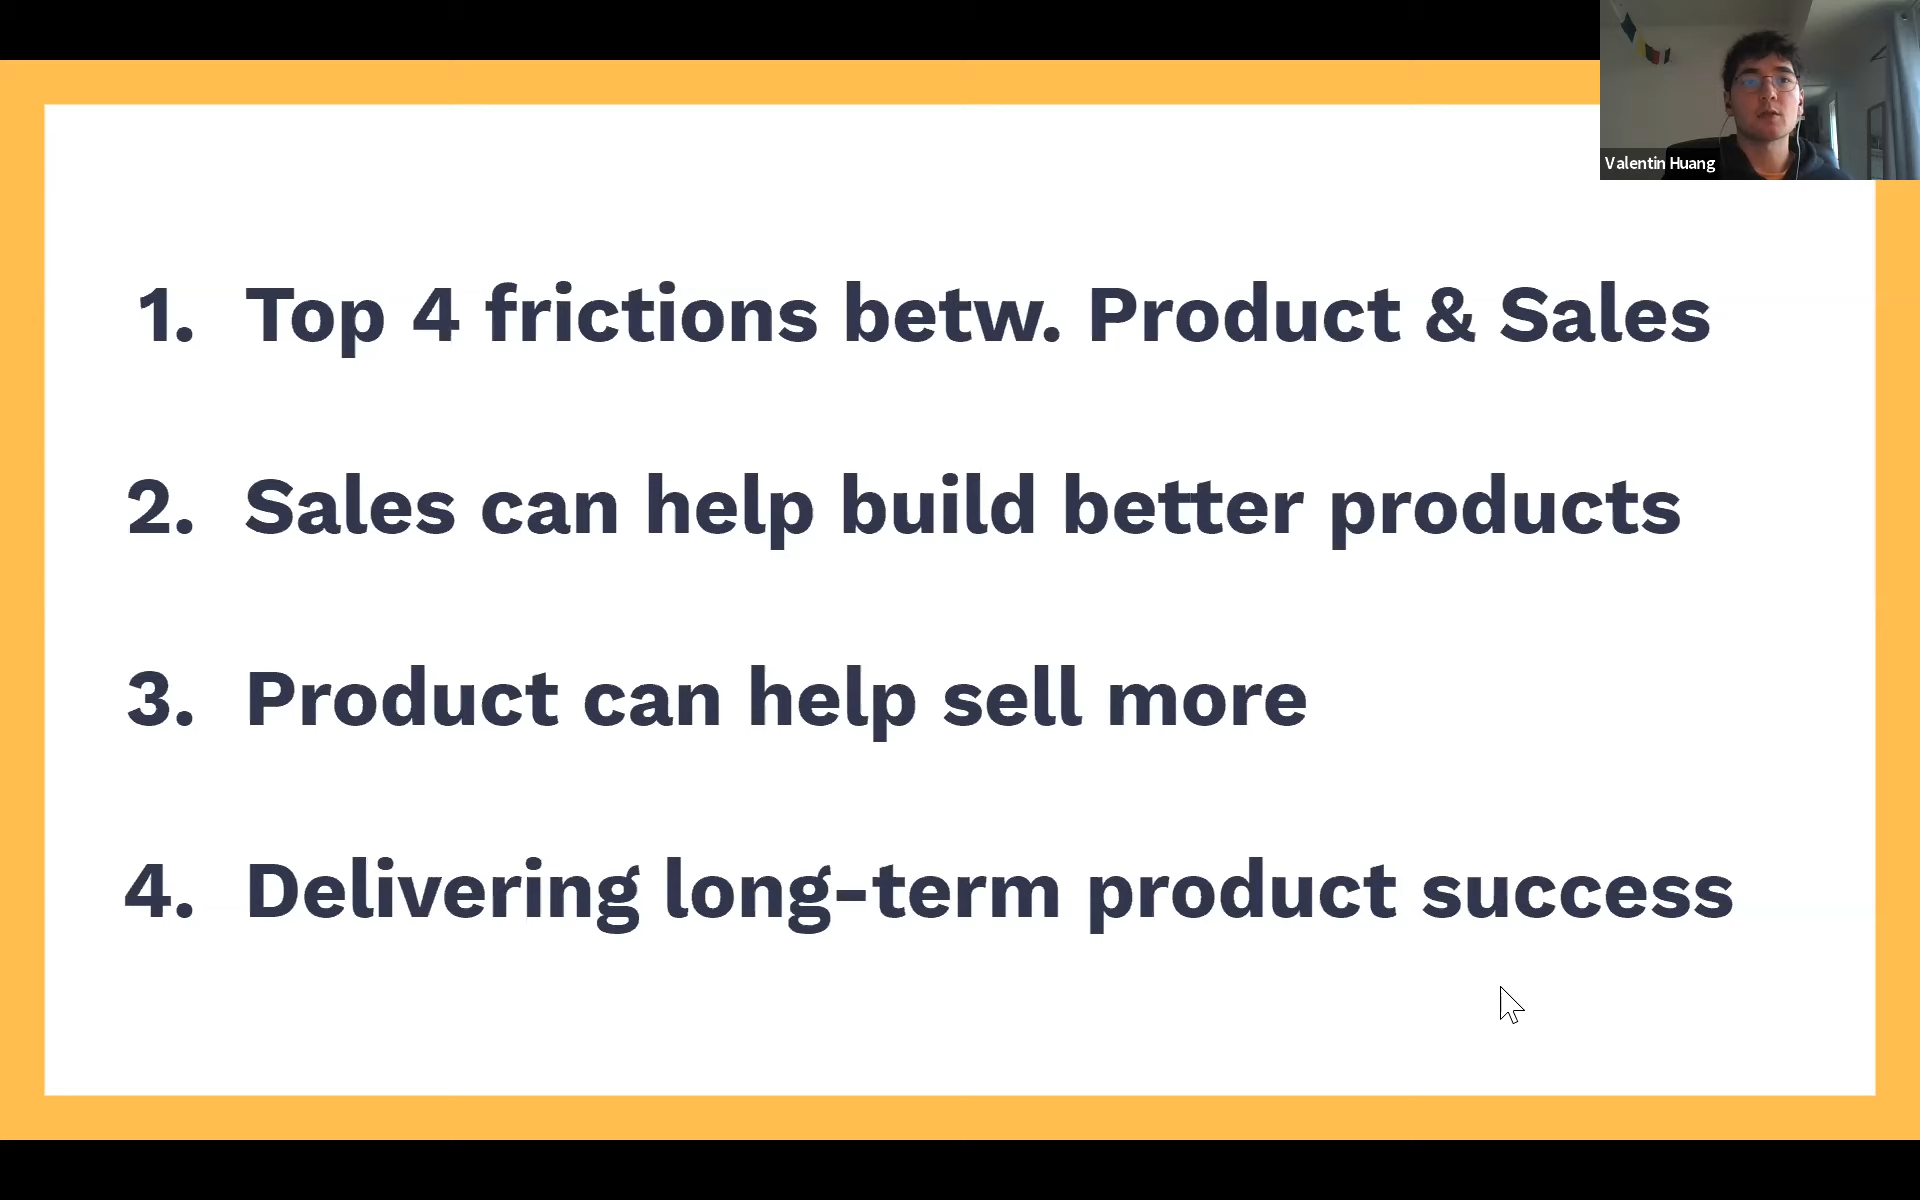 Valentin Huang
1. Top 4 frictions betw. Product & Sales
2. Sales can help build better products
3. Product can help sell more
4. Delivering long-term product success